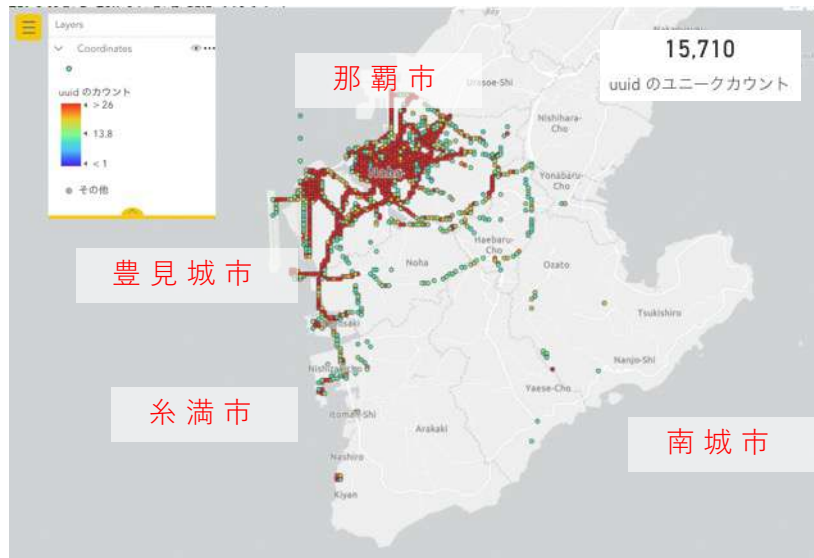 Layers
Coordinates
uuid のカウント
> 26
13.8
< 1
その他
那覇市
15,710
uuid のユニークカウント
Urasoe-Shi
Nishihara-
Cho
Naha
Yonabaru-
Cho
Haebaru-
Cho
豊見城市
Noha
Ozato
Tsukishiro
Nanjo-Shi
Yaese-Cho
糸満市
Itoman-Shi
Arakaki
南城市
Nashiro
Kiyan